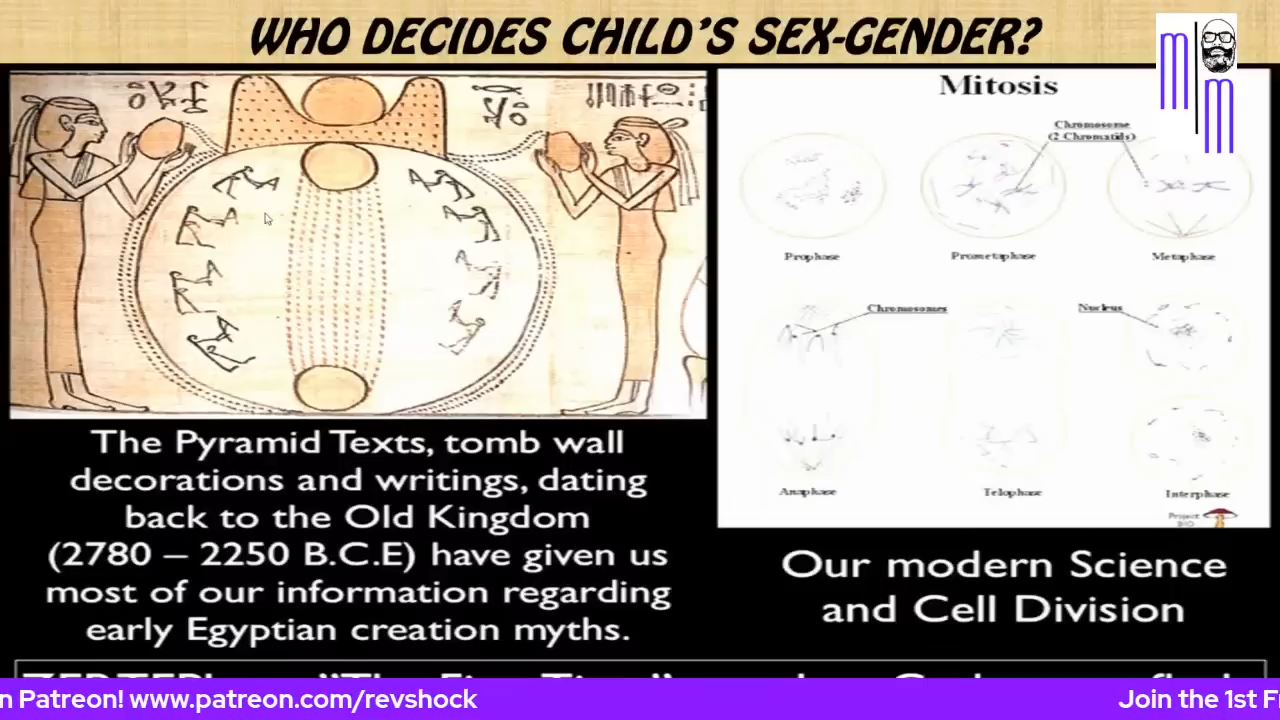 WHO DECIDES CHILD'S SEX-GENDER?
m m
Mitosis
Chromosome
(2 Chromatids)
Prophase
Prometaphase
Metaphase
Chromosomes
Nucleus
Anaphase
Telophase
Interphase
Project
BIO
The Pyramid Texts, tomb wall
decorations and writings, dating
back to the Old Kingdom
(2780 – 2250 B.C.E) have given us
most of our information regarding
early Egyptian creation myths.
Our modern Science
and Cell Division
n Patreon! www.patreon.com/revshock
Join the 1st F